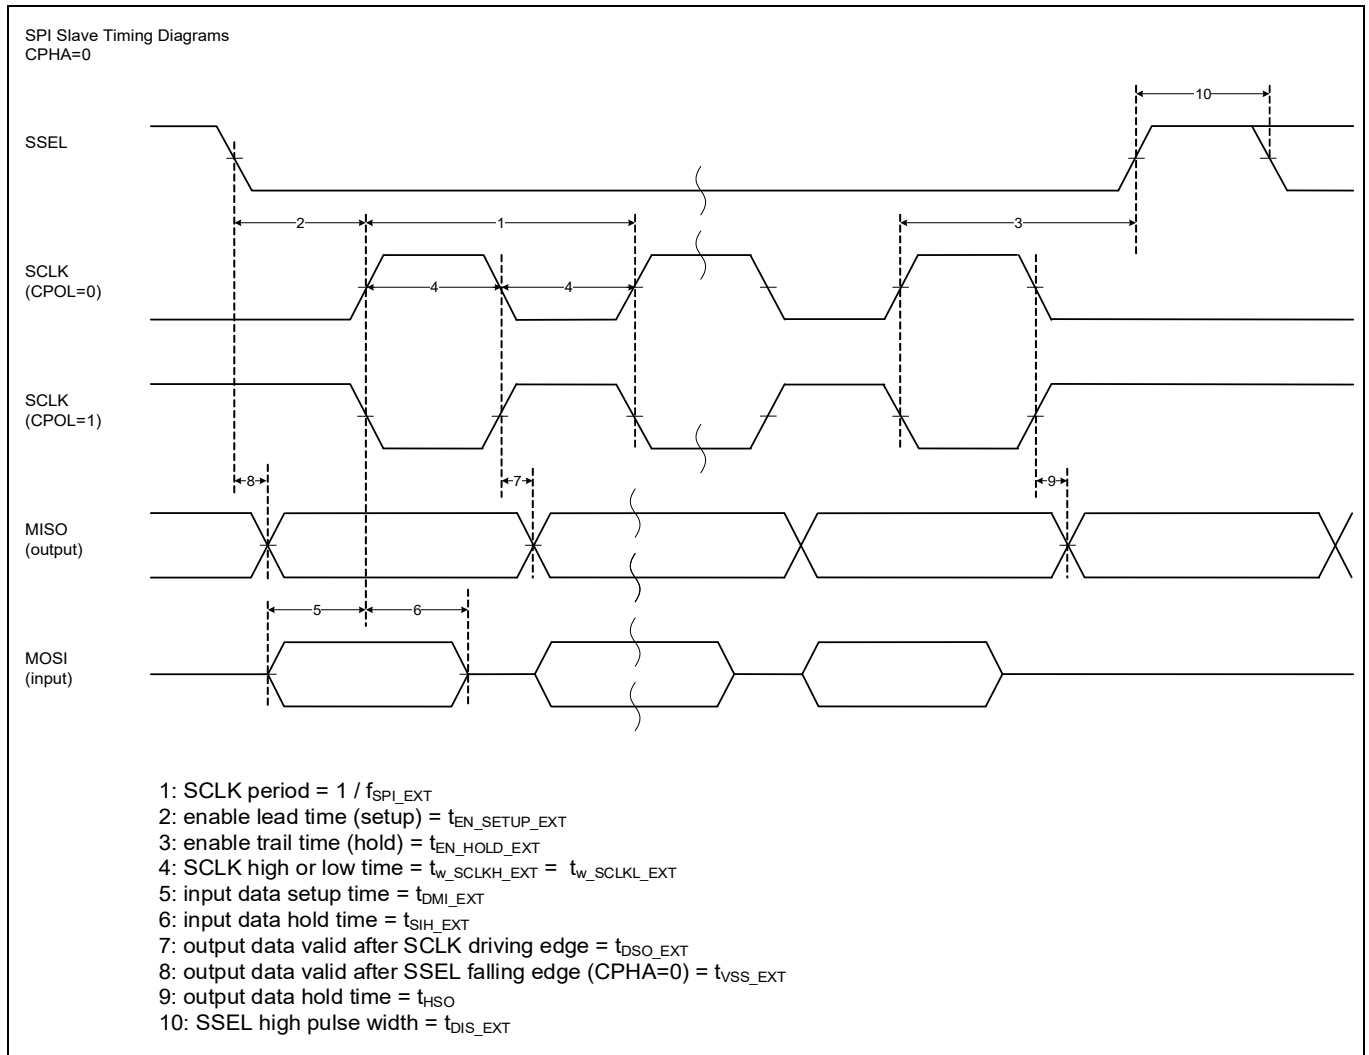 SPI Slave Timing Diagrams
CPHA=0
10
SSEL
2
1
3
SCLK
(CPOL=0)
4
4
SCLK
(CPOL=1)
8
7
9
MISO
(output)
5
6
MOSI
(input)
1: SCLK period = 1 / fSPI_EXT
2: enable lead time (setup) = tEN_SETUP_EXT
3: enable trail time (hold) = tEN_HOLD_EXT
4: SCLK high or low time = tw_SCLKH_EXT = tw_SCLKL_EXT
5: input data setup time = tDMI_EXT
6: input data hold time = tSIH_EXT
7: output data valid after SCLK driving edge = tDSO_EXT
8: output data valid after SSEL falling edge (CPHA=0) = tVSS_EXT
9: output data hold time = tHSO
10: SSEL high pulse width = tDIS_EXT